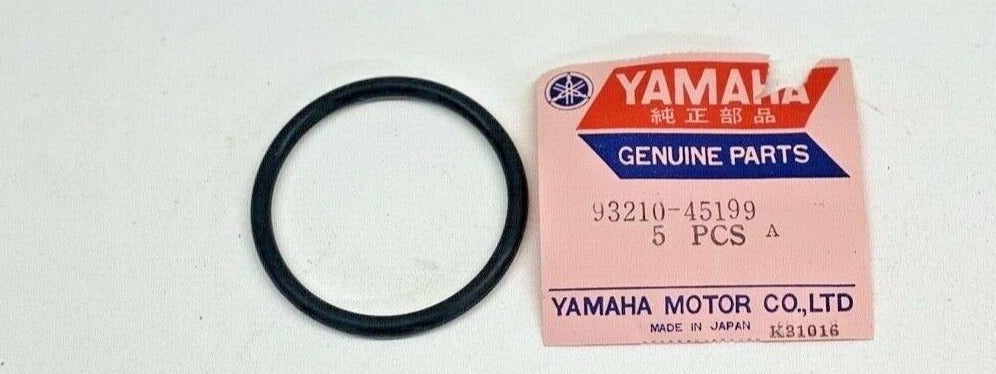 YAMAHA
純正部品
GENUINE PARTS
93210-45199
5 PCS A
YAMAHA MOTOR CO.,LTD
MADE IN JAPAN K31016